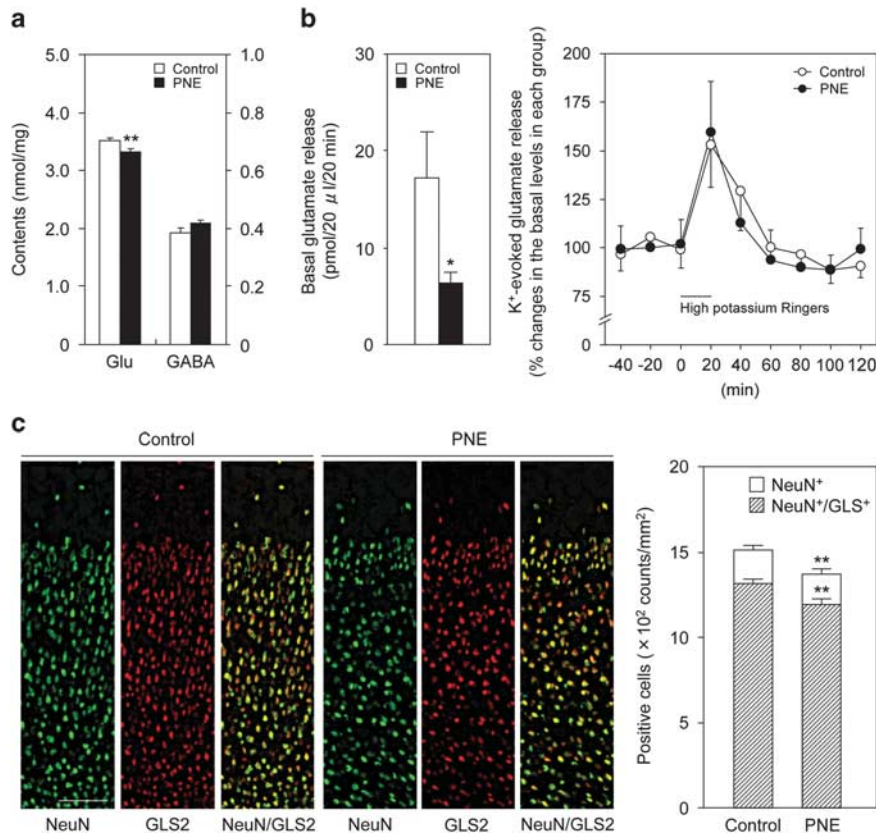 a
Contents (nmol/mg)
5.0
4.0
3.0
2.0
1.0
0
1.0
0.8
0.6
0.4
0.2
0
Control
PNE
**
Glu
GABA
b
Basal glutamate release
(pmol/20 μl/20 min)
30
20
10
0
Control
PNE
*
K⁺-evoked glutamate release
(% changes in the basal levels in each group)
200
175
150
125
100
75
0
Control
PNE
High potassium Ringers
-40 -20 0 20 40 60 80 100 120
(min)
c
Control
PNE
NeuN
GLS2
NeuN/GLS2
NeuN
GLS2
NeuN/GLS2
Positive cells (×10² counts/mm²)
20
15
10
5
0
NeuN⁺
NeuN⁺/GLS⁺
**
**
Control
PNE